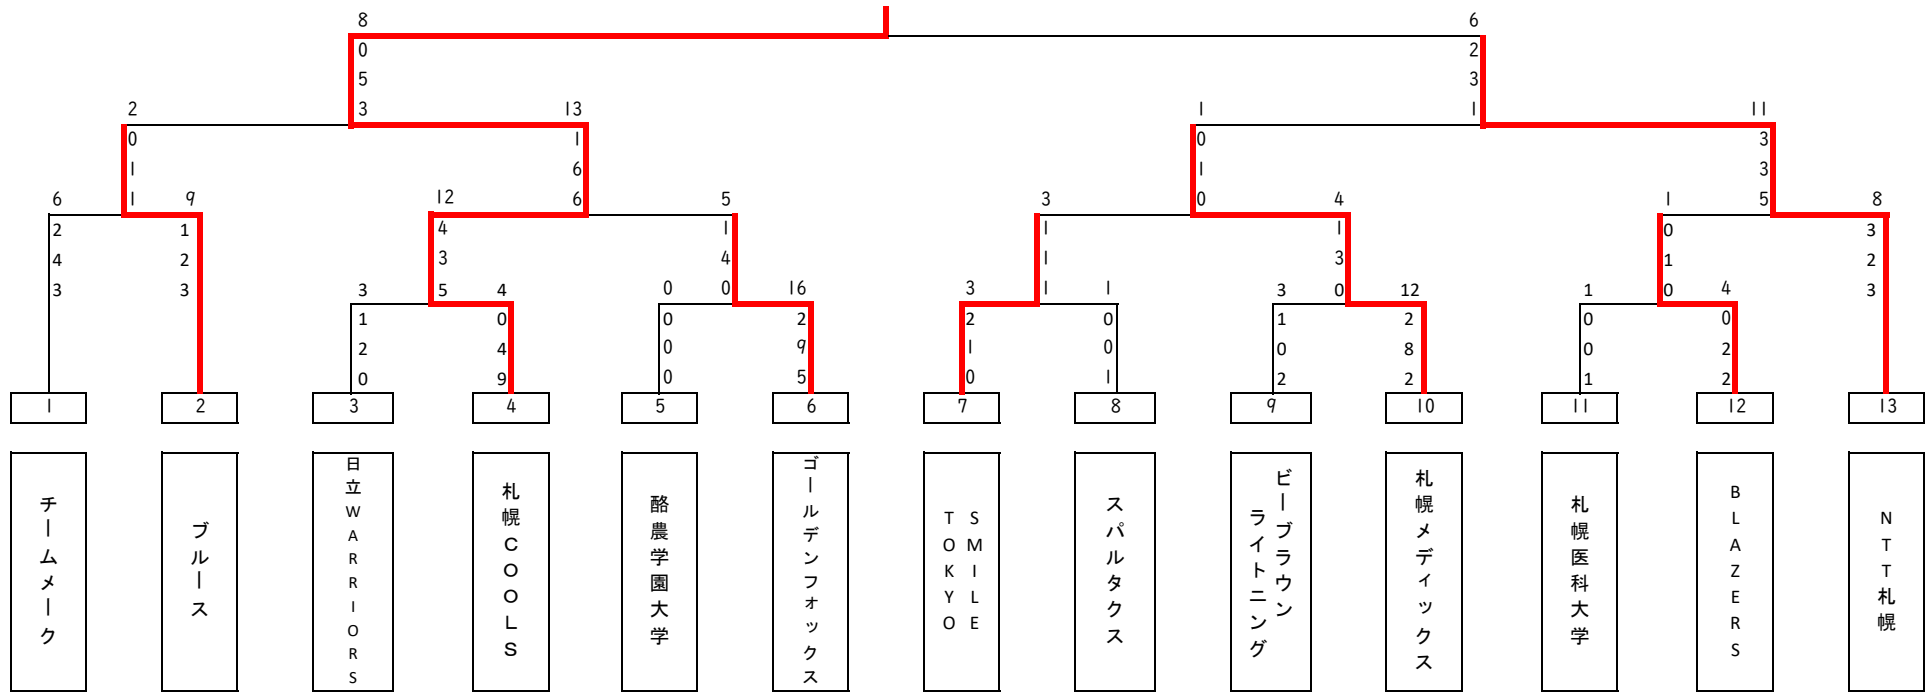 8 6
0 2
5 3
2 3 13 1 1 11
0 1 0 3
1 6 1 3
6 1 9 12 6 5 3 0 4 1 5 8
2 1 4 1 1 1 0 3
4 2 3 4 1 3 1 2
3 3 3 5 4 0 0 16 3 1 1 3 0 12 1 0 4 3
1 0 0 2 2 0 1 2 0 0
2 4 0 9 1 0 0 8 0 2
0 9 0 5 0 1 2 2 1 2
1 2 3 4 5 6 7 8 9 10 11 12 13
チームメーク
ブルース
日立WARRIORS
札幌COOLS
酪農学園大学
ゴールデンフォックス
SMILE
TOKYO
スパルタクス
ビーブラウン
ライトニング
札幌メディックス
札幌医科大学
BLAZERS
NTT札幌